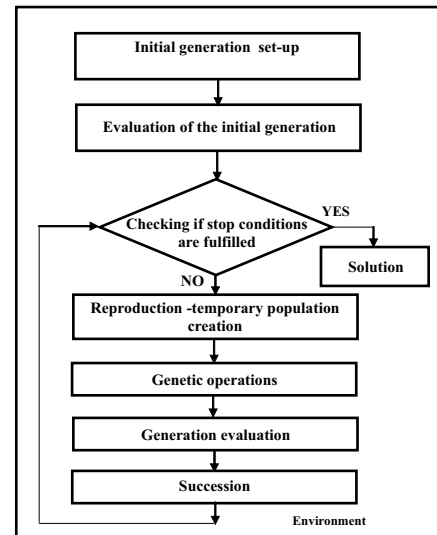 Initial generation set-up
Evaluation of the initial generation
Checking if stop conditions
are fulfilled
YES
Solution
NO
Reproduction -temporary population
creation
Genetic operations
Generation evaluation
Succession
Environment